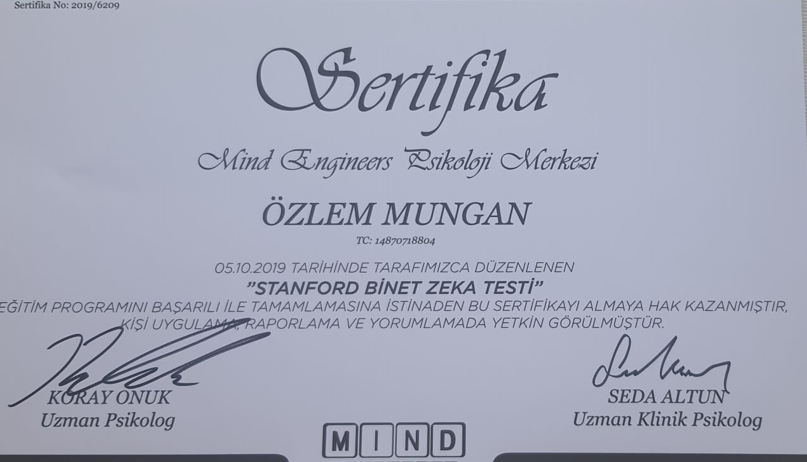 Sertifika No: 2019/6209
Sertifika
Mind Engineers Psikoloji Merkezi
ÖZLEM MUNGAN
TC: 14870718804
05.10.2019 TARİHİNDE TARAFIMIZCA DÜZENLENEN
"STANFORD BİNET ZEKA TESTİ"
EĞİTİM PROGRAMINI BAŞARILI İLE TAMAMLAMASINA İSTİNADEN BU SERTİFİKAYI ALMAYA HAK KAZANMIŞTIR,
KİŞİ UYGULAMA, RAPORLAMA VE YORUMLAMADA YETKİN GÖRÜLMÜŞTÜR.
KORAY ONUK
Uzman Psikolog
SEDA ALTUN
Uzman Klinik Psikolog
MIND